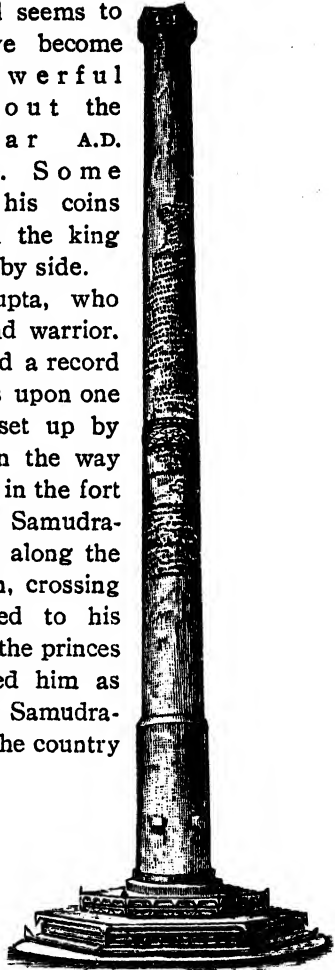 seems to
become
werful
out the
ar A.D.
. Some
his coins
the king
by side.
upta, who
nd warrior.
d a record
upon one
set up by
n the way
in the fort
Samudra-
along the
n, crossing
ed to his
the princes
ed him as
Samudra-
he country